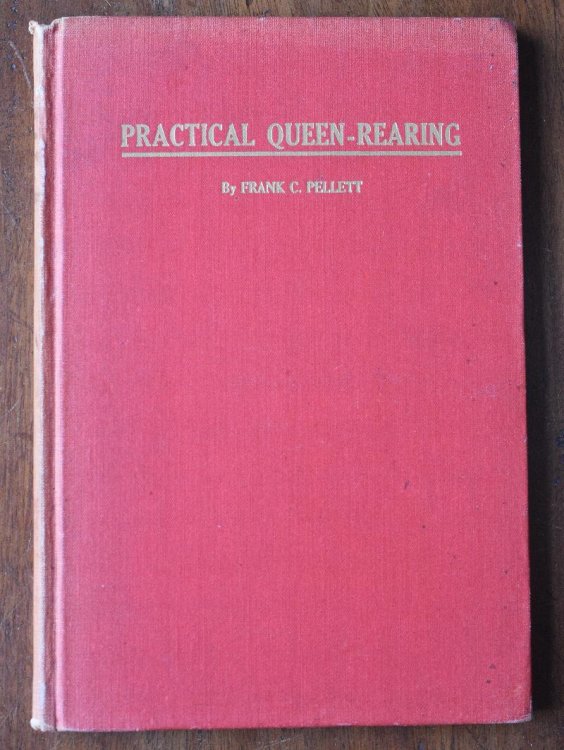 PRACTICAL QUEEN-REARING
By FRANK C. PELLETT